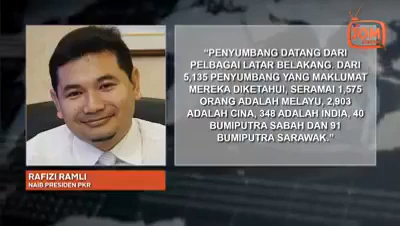 “PENYUMBANG DATANG DARI
PELBAGAI LATAR BELAKANG. DARI
5,135 PENYUMBANG YANG MAKLUMAT
MEREKA DIKETAHUI, SERAMAI 1,575
ORANG ADALAH MELAYU, 2,903
ADALAH CINA, 348 ADALAH INDIA, 40
BUMIPUTRA SABAH DAN 91
BUMIPUTRA SARAWAK.”
RAFIZI RAMLI
NAIB PRESIDEN PKR